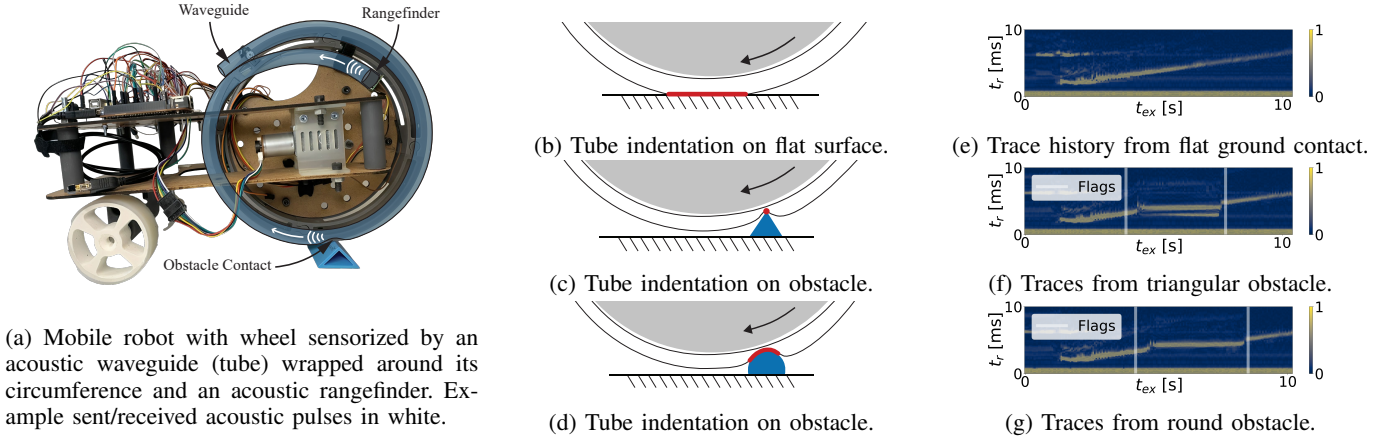 Waveguide
Rangefinder
Obstacle Contact
(a) Mobile robot with wheel sensorized by an
acoustic waveguide (tube) wrapped around its
circumference and an acoustic rangefinder. Ex-
ample sent/received acoustic pulses in white.
(b) Tube indentation on flat surface.
(c) Tube indentation on obstacle.
(d) Tube indentation on obstacle.
10
t_r [ms]
0
0
t_ex [s]
10
1
0
(e) Trace history from flat ground contact.
10
t_r [ms]
0
Flags
0
t_ex [s]
10
1
0
(f) Traces from triangular obstacle.
10
t_r [ms]
0
Flags
0
t_ex [s]
10
1
0
(g) Traces from round obstacle.